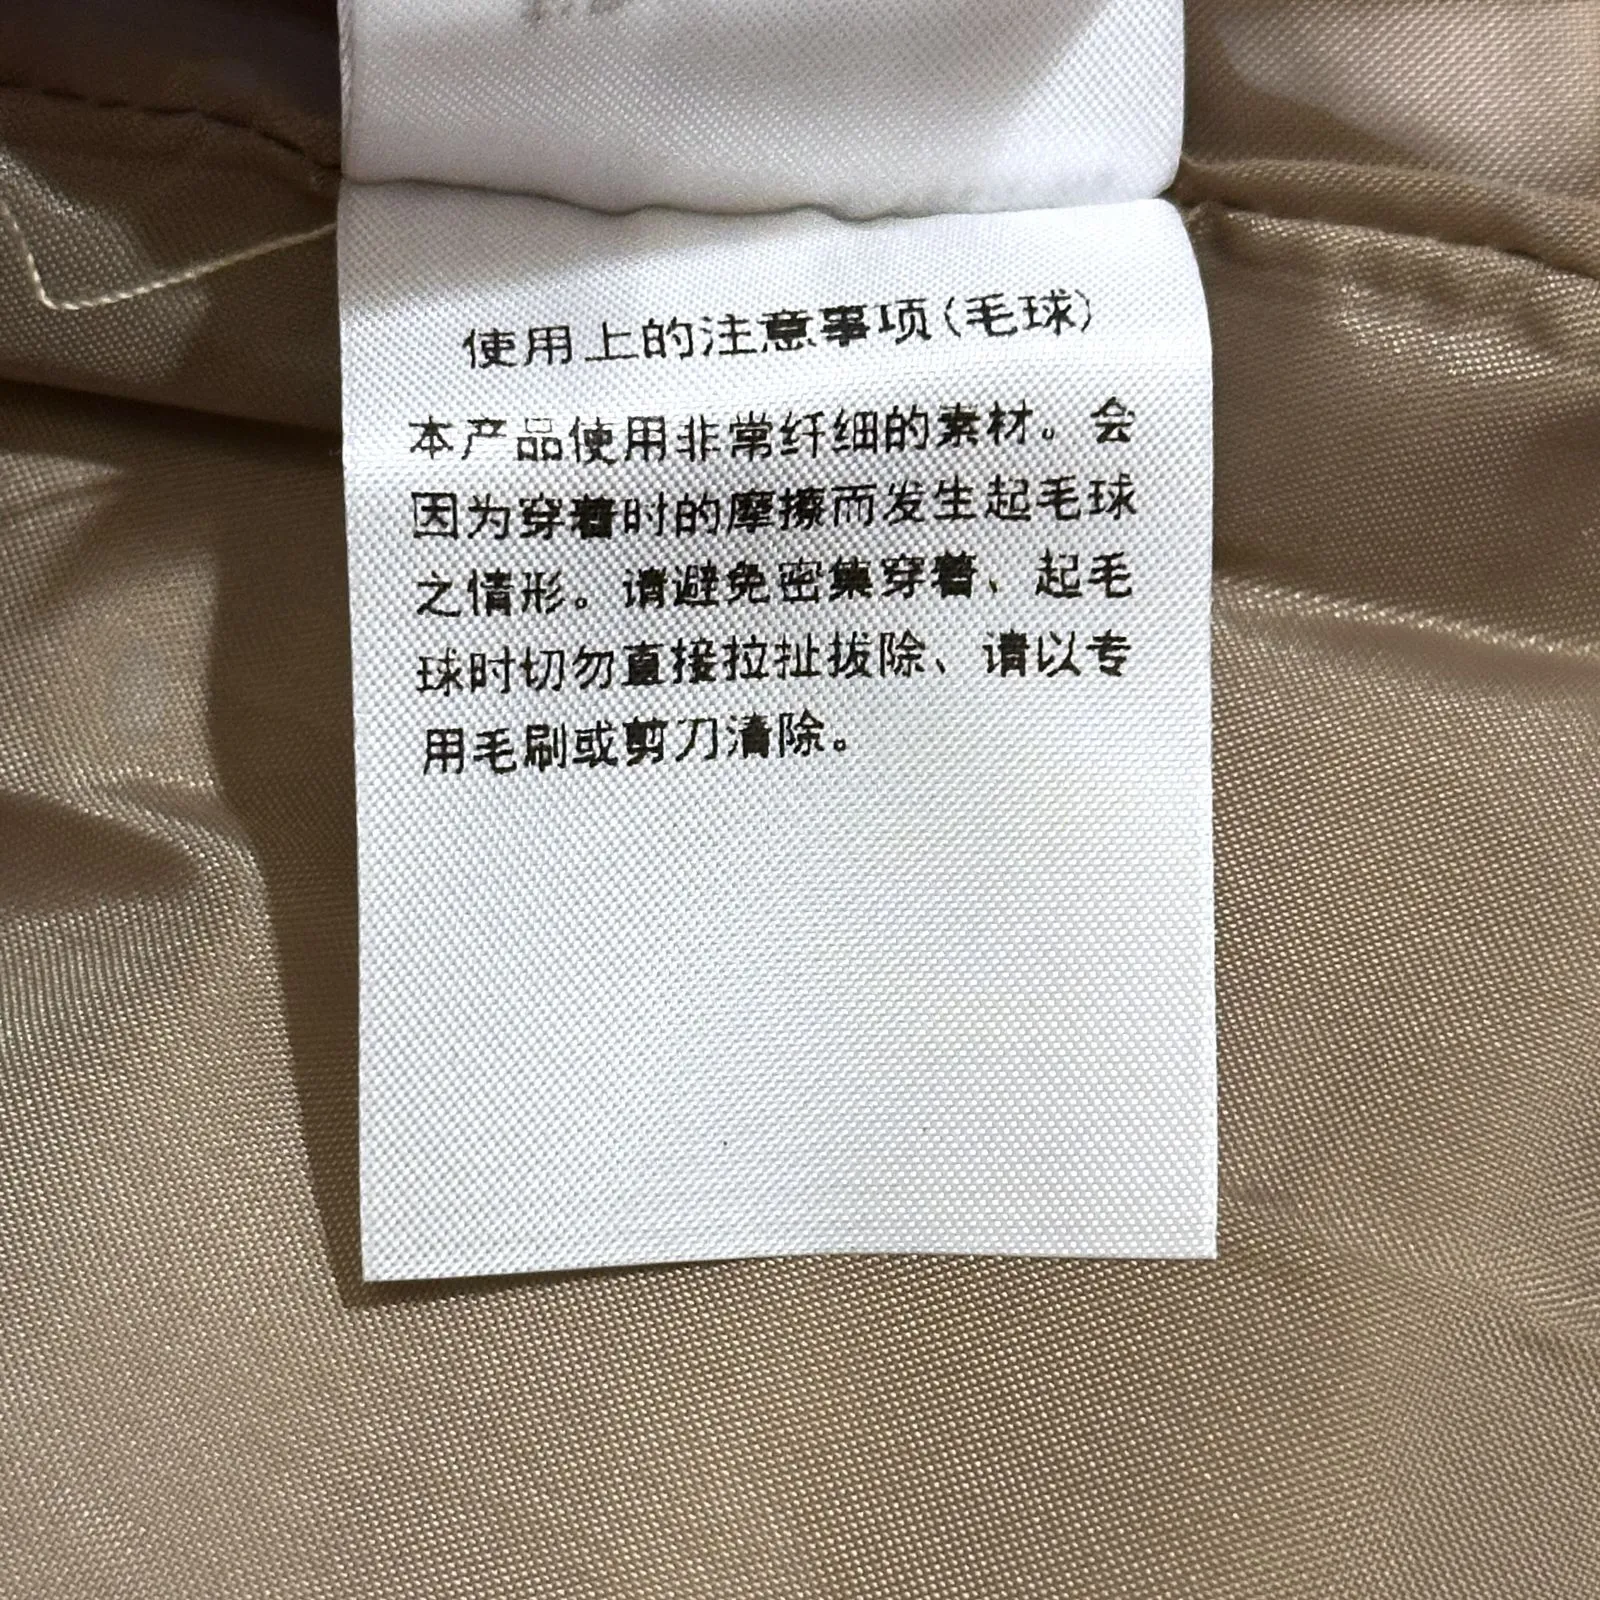 使用上的注意事项(毛球)
本产品使用非常纤细的素材。会
因为穿着时的摩擦而发生起毛球
之情形。请避免密集穿着、起毛
球时切勿直接拉扯拔除、请以专
用毛刷或剪刀清除。